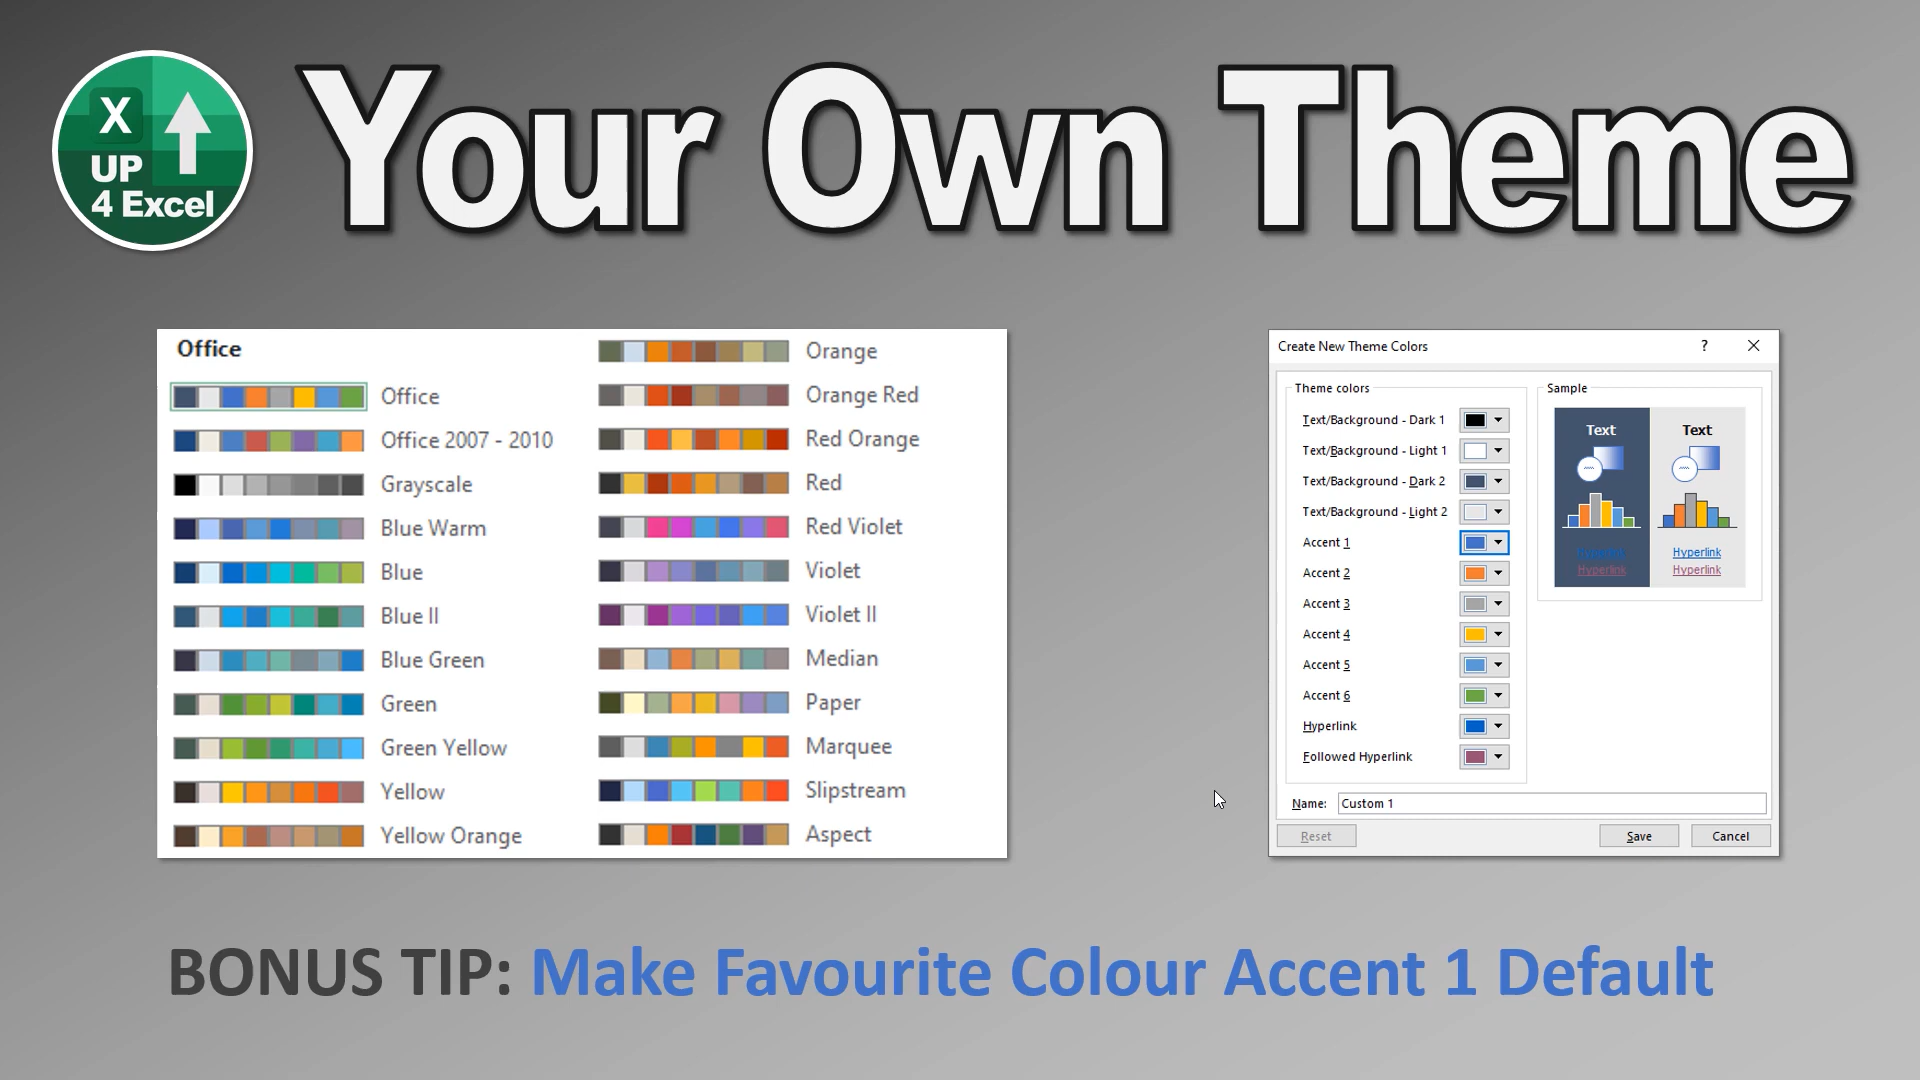 X
UP
4 Excel
Your Own Theme
Office
Office
Office 2007 - 2010
Grayscale
Blue Warm
Blue
Blue II
Blue Green
Green
Green Yellow
Yellow
Yellow Orange
Orange
Orange Red
Red Orange
Red
Red Violet
Violet
Violet II
Median
Paper
Marquee
Slipstream
Aspect
Create New Theme Colors
?
Theme colors
Text/Background - Dark 1
Text/Background - Light 1
Text/Background - Dark 2
Text/Background - Light 2
Accent 1
Accent 2
Accent 3
Accent 4
Accent 5
Accent 6
Hyperlink
Followed Hyperlink
Sample
Text Text
Hyperlink Hyperlink
Hyperlink Hyperlink
Name: Custom 1
Reset Save Cancel
BONUS TIP: Make Favourite Colour Accent 1 Default